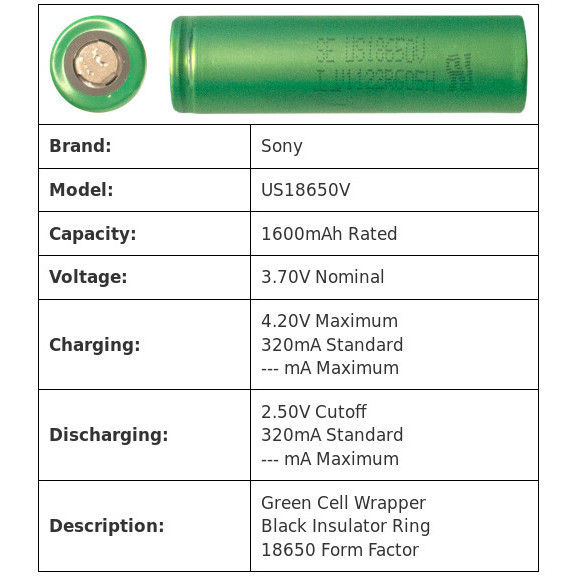 SE US18650V
Brand: Sony
Model: US18650V
Capacity: 1600mAh Rated
Voltage: 3.70V Nominal
Charging: 4.20V Maximum
320mA Standard
--- mA Maximum
Discharging: 2.50V Cutoff
320mA Standard
--- mA Maximum
Description: Green Cell Wrapper
Black Insulator Ring
18650 Form Factor